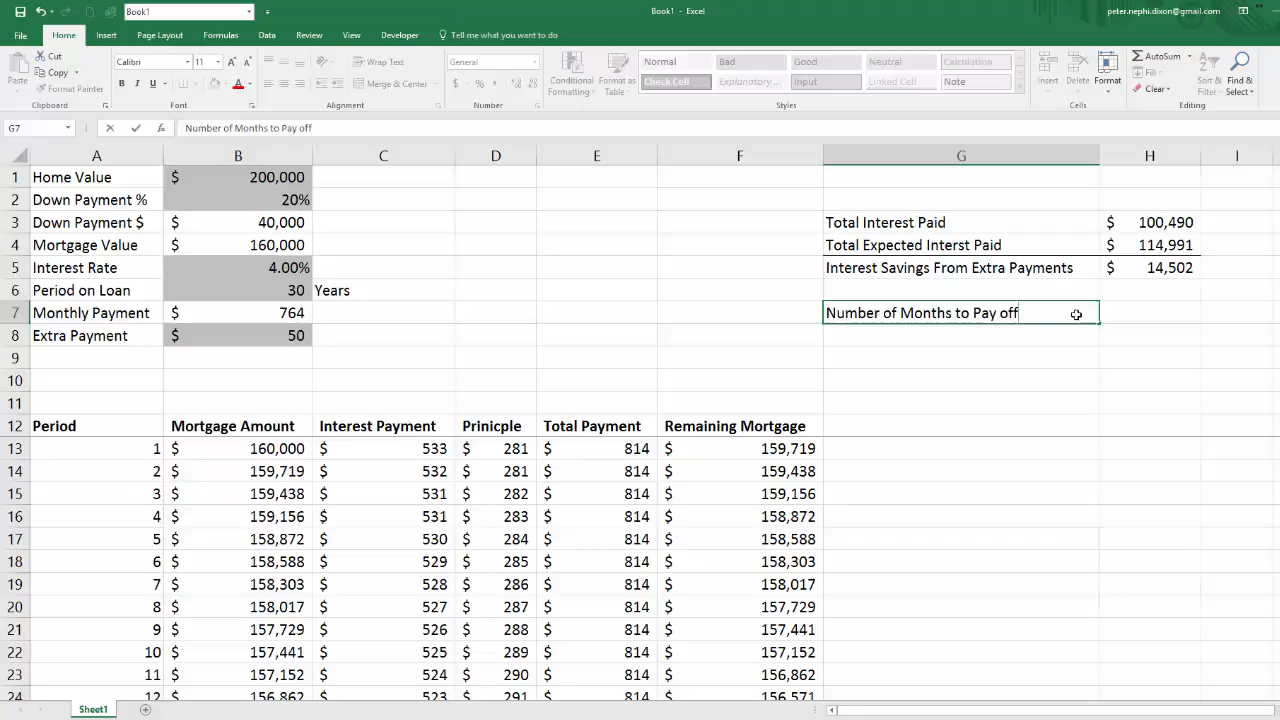 Book1
Book1 - Excel
peter.nephi.dixon@gmail.com
File Home Insert Page Layout Formulas Data Review View Developer Tell me what you want to do
Paste
Cut
Copy
Format Painter
Clipboard
Calibri 11
B I U
Font
Wrap Text
Merge & Center
Alignment
General
$ % ,
Number
Conditional Formatting
Format as Table
Normal Bad Good Neutral Calculation
Check Cell Explanatory... Input Linked Cell Note
Styles
Insert Delete Format
Cells
AutoSum
Fill
Clear
Sort & Filter
Find & Select
Editing
G7 fx Number of Months to Pay off
A B C D E F G H I
1 Home Value $ 200,000
2 Down Payment % 20%
3 Down Payment $ $ 40,000 Total Interest Paid $ 100,490
4 Mortgage Value $ 160,000 Total Expected Interst Paid $ 114,991
5 Interest Rate 4.00% Interest Savings From Extra Payments $ 14,502
6 Period on Loan 30 Years
7 Monthly Payment $ 764 Number of Months to Pay off
8 Extra Payment $ 50
9
10
11
12 Period Mortgage Amount Interest Payment Prinicple Total Payment Remaining Mortgage
13 1 $ 160,000 $ 533 $ 281 $ 814 $ 159,719
14 2 $ 159,719 $ 532 $ 281 $ 814 $ 159,438
15 3 $ 159,438 $ 531 $ 282 $ 814 $ 159,156
16 4 $ 159,156 $ 531 $ 283 $ 814 $ 158,872
17 5 $ 158,872 $ 530 $ 284 $ 814 $ 158,588
18 6 $ 158,588 $ 529 $ 285 $ 814 $ 158,303
19 7 $ 158,303 $ 528 $ 286 $ 814 $ 158,017
20 8 $ 158,017 $ 527 $ 287 $ 814 $ 157,729
21 9 $ 157,729 $ 526 $ 288 $ 814 $ 157,441
22 10 $ 157,441 $ 525 $ 289 $ 814 $ 157,152
23 11 $ 157,152 $ 524 $ 290 $ 814 $ 156,862
24 12 $ 156,862 $ 523 $ 291 $ 814 $ 156,571
Sheet1